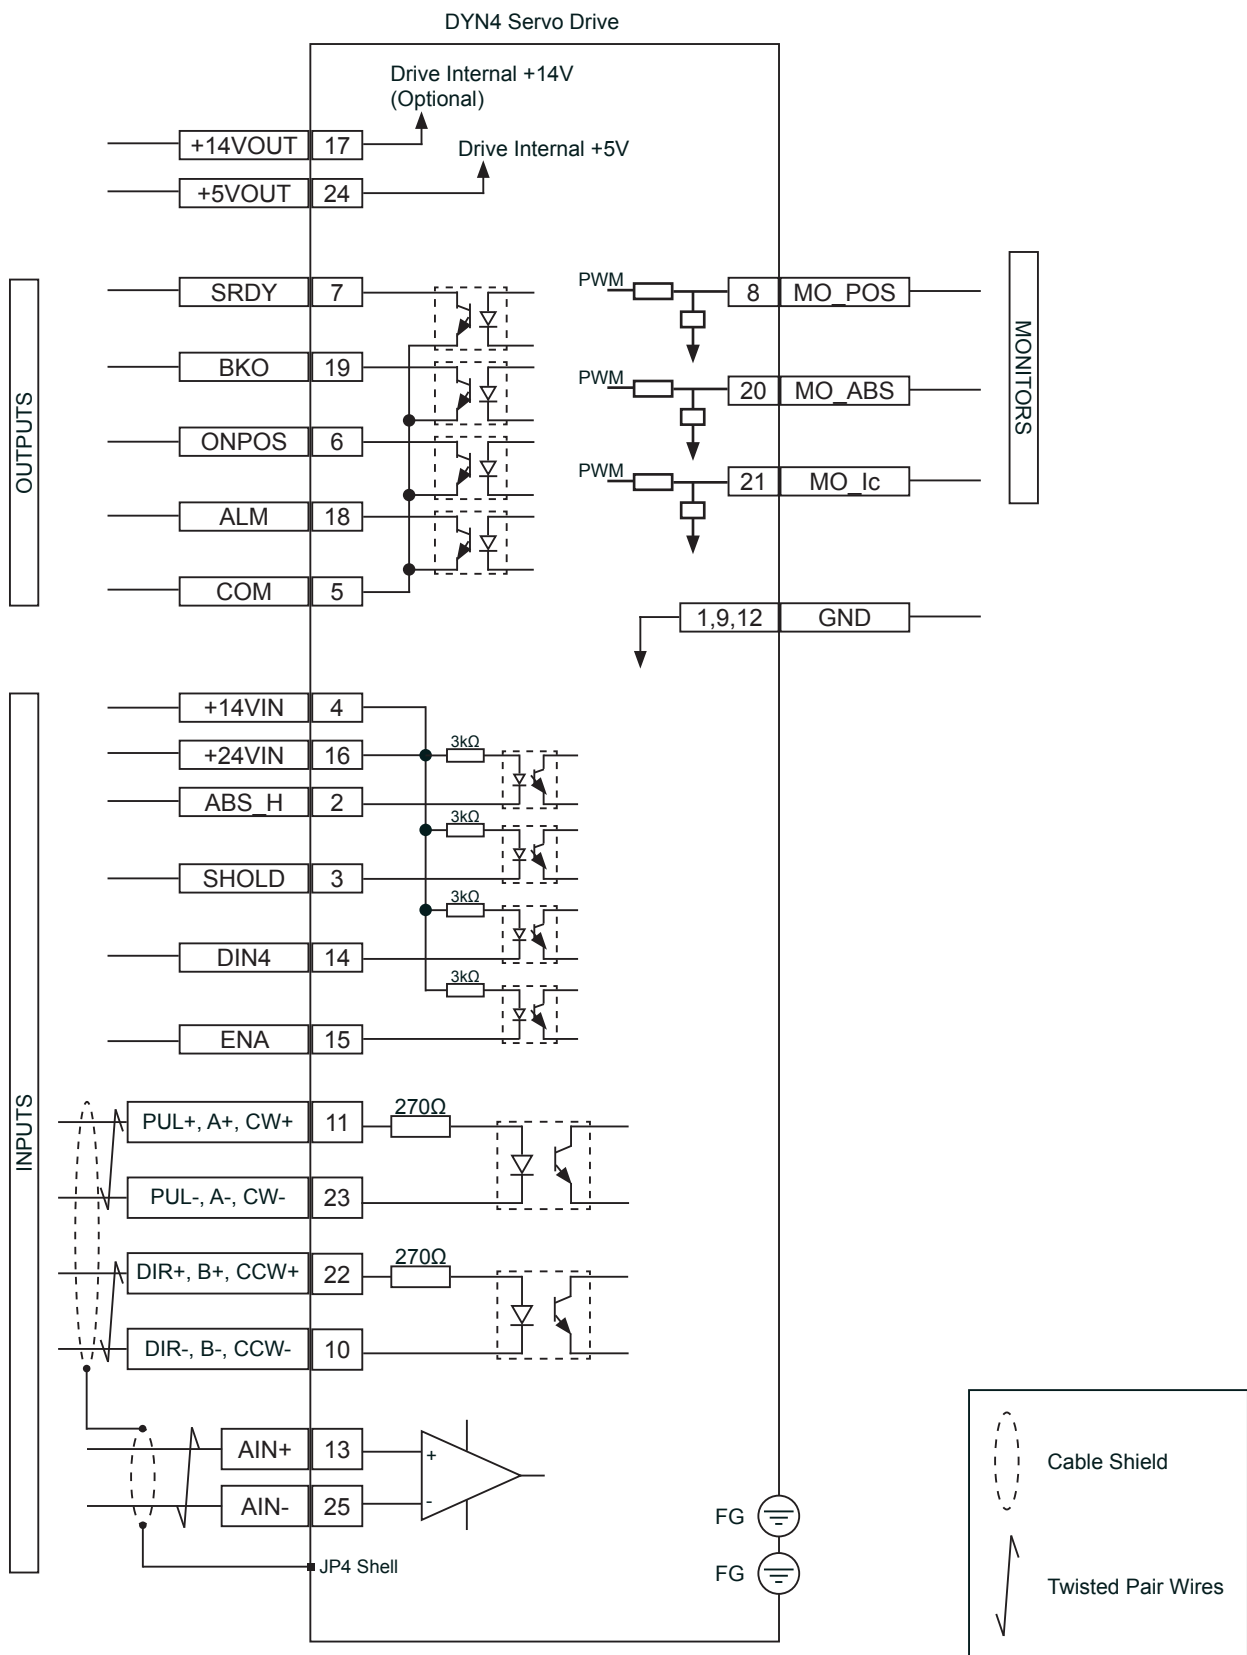 DYN4 Servo Drive
Drive Internal +14V
(Optional)
+14VOUT 17
Drive Internal +5V
+5VOUT 24
OUTPUTS
SRDY 7
BKO 19
ONPOS 6
ALM 18
COM 5
PWM
8 MO_POS
PWM
20 MO_ABS
PWM
21 MO_Ic
MONITORS
1,9,12 GND
INPUTS
+14VIN 4
+24VIN 16
3kΩ
ABS_H 2
3kΩ
SHOLD 3
3kΩ
DIN4 14
3kΩ
ENA 15
PUL+, A+, CW+ 11
270Ω
PUL-, A-, CW- 23
DIR+, B+, CCW+ 22
270Ω
DIR-, B-, CCW- 10
AIN+ 13
+
AIN- 25
-
JP4 Shell
FG
FG
Cable Shield
Twisted Pair Wires